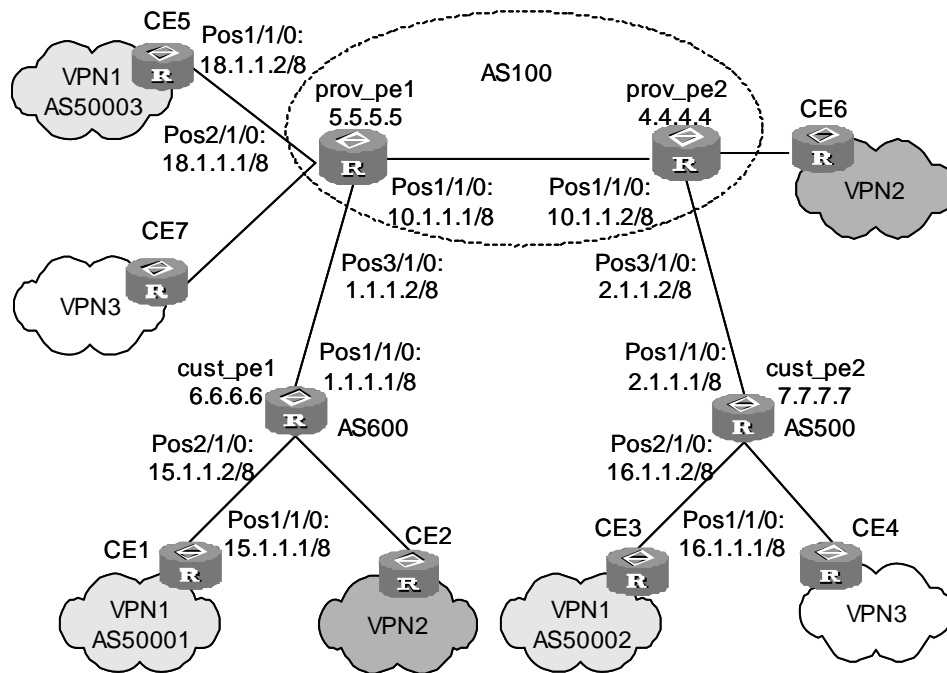 CE5
Pos1/1/0:
18.1.1.2/8
VPN1
AS50003
R
AS100
prov_pe1
5.5.5.5
R
prov_pe2
4.4.4.4
R
CE6
R
VPN2
Pos2/1/0:
18.1.1.1/8
Pos1/1/0:
10.1.1.1/8
Pos1/1/0:
10.1.1.2/8
CE7
R
VPN3
Pos3/1/0:
1.1.1.2/8
Pos3/1/0:
2.1.1.2/8
cust_pe1
6.6.6.6
Pos1/1/0:
1.1.1.1/8
R
AS600
Pos1/1/0:
2.1.1.1/8
cust_pe2
7.7.7.7
R
AS500
Pos2/1/0:
15.1.1.2/8
Pos2/1/0:
16.1.1.2/8
CE1
Pos1/1/0:
15.1.1.1/8
R
VPN1
AS50001
CE2
R
VPN2
CE3
Pos1/1/0:
16.1.1.1/8
R
VPN1
AS50002
CE4
R
VPN3